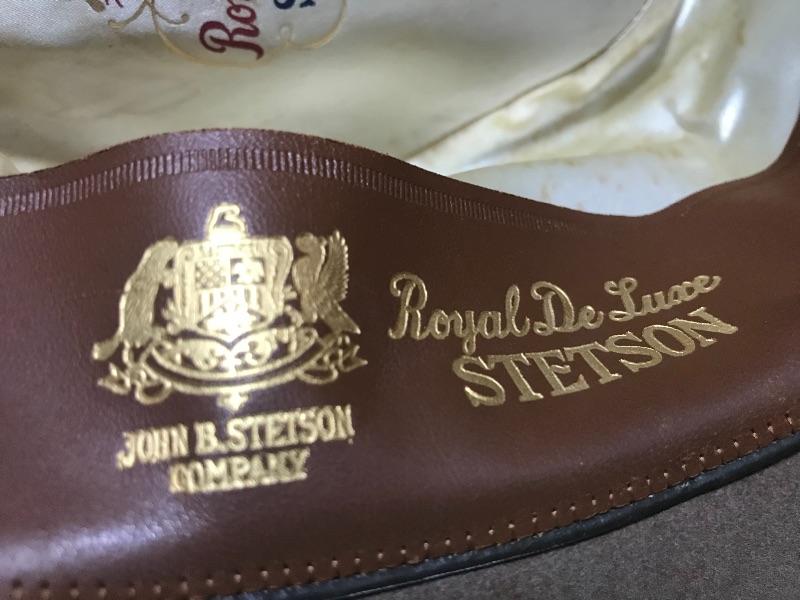 Royal De Luxe
STETSON
JOHN B. STETSON
COMPANY